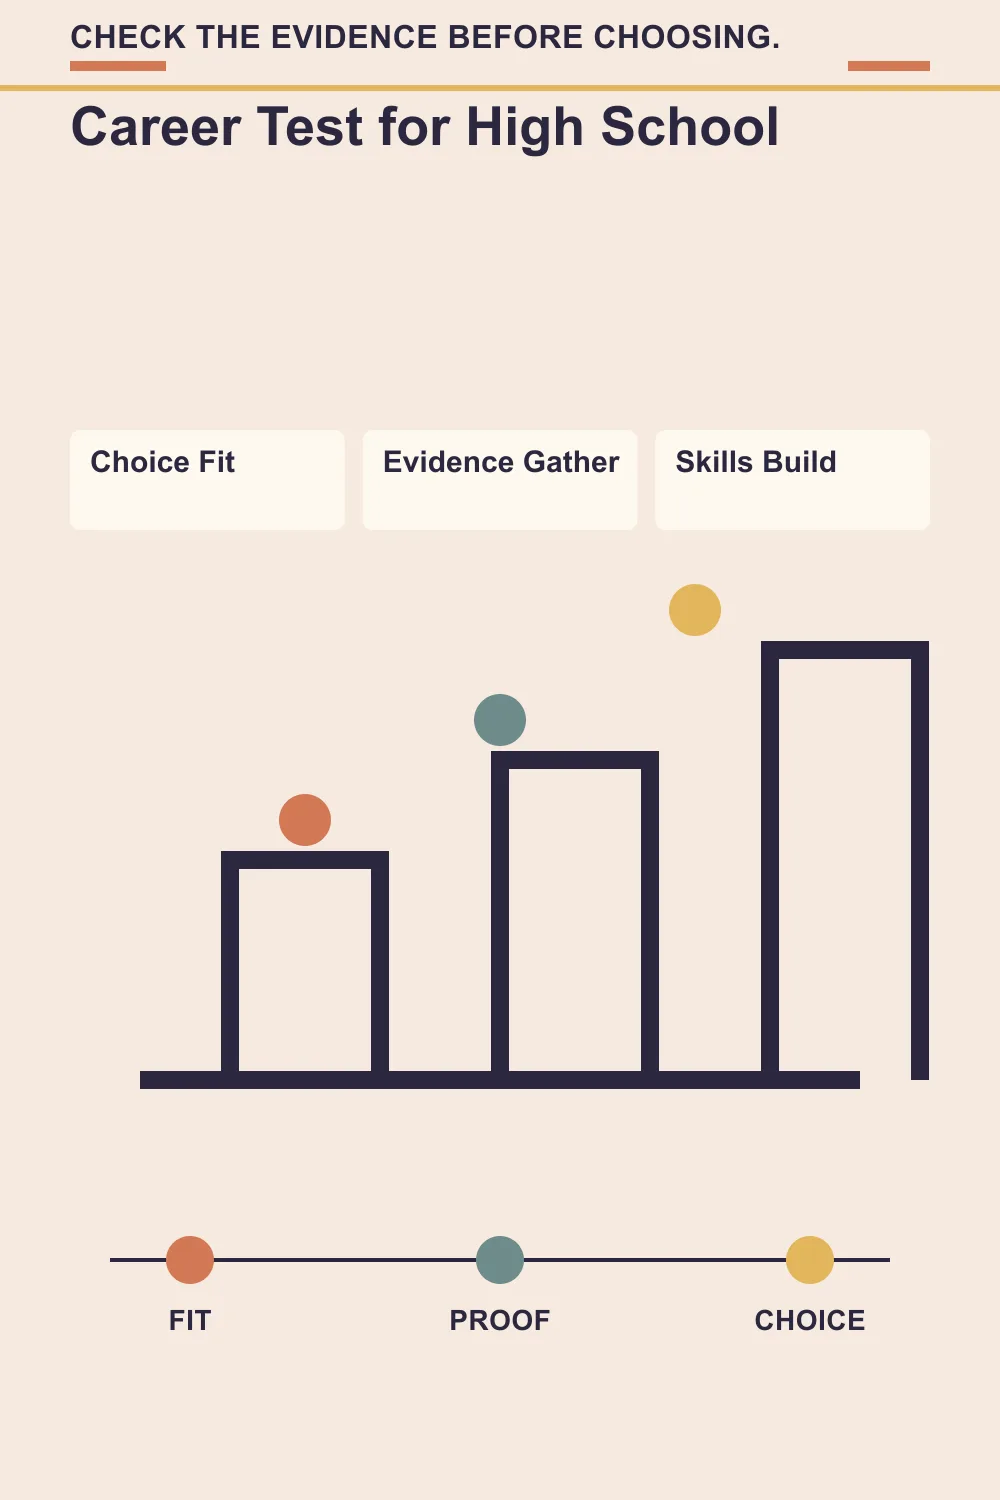 CHECK THE EVIDENCE BEFORE CHOOSING.
Career Test for High School
Choice Fit
Evidence Gather
Skills Build
FIT
PROOF
CHOICE